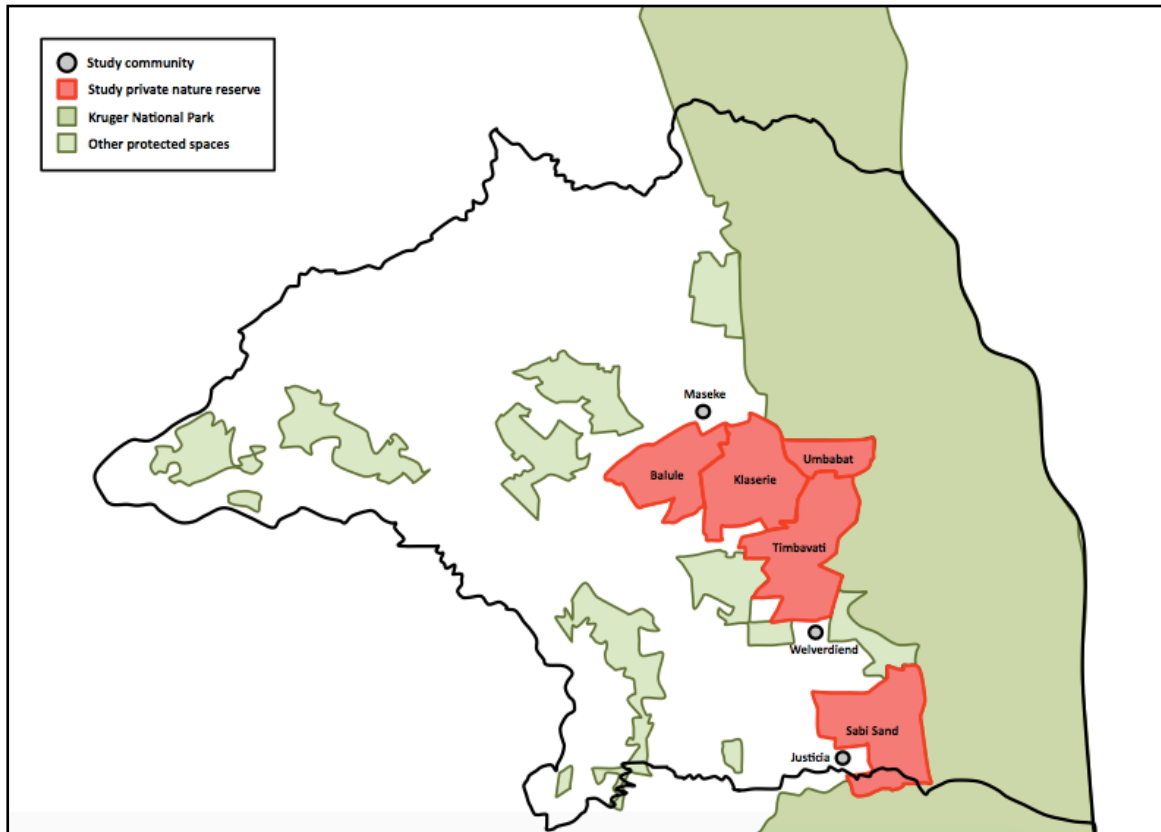 Study community
Study private nature reserve
Kruger National Park
Other protected spaces
Maseke
Umbabat
Balule
Klaserie
Timbavati
Welverdiend
Sabi Sand
Justicia